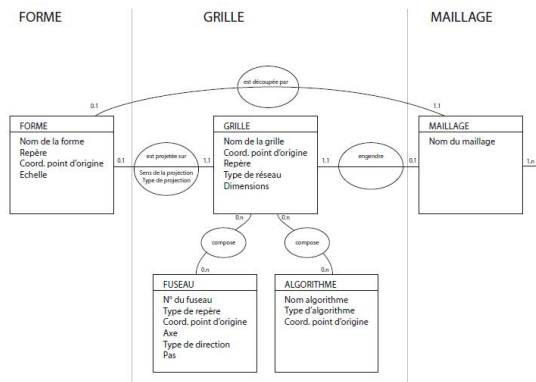 FORME
GRILLE
MAILLAGE
est découpée par
0.1
1.1
FORME
Nom de la forme
Repère
Coord. point d'origine
Echelle
0.1
est projetée sur
Sens de la projection
Type de projection
1.1
GRILLE
Nom de la grille
Coord. point d'origine
Repère
Type de réseau
Dimensions
1.1
engendre
0.1
MAILLAGE
Nom du maillage
1.n
0.n
0.n
compose
compose
0.n
0.n
FUSEAU
N° du fuseau
Type de repère
Coord. point d'origine
Axe
Type de direction
Pas
ALGORITHME
Nom algorithme
Type d'algorithme
Coord. point d'origine